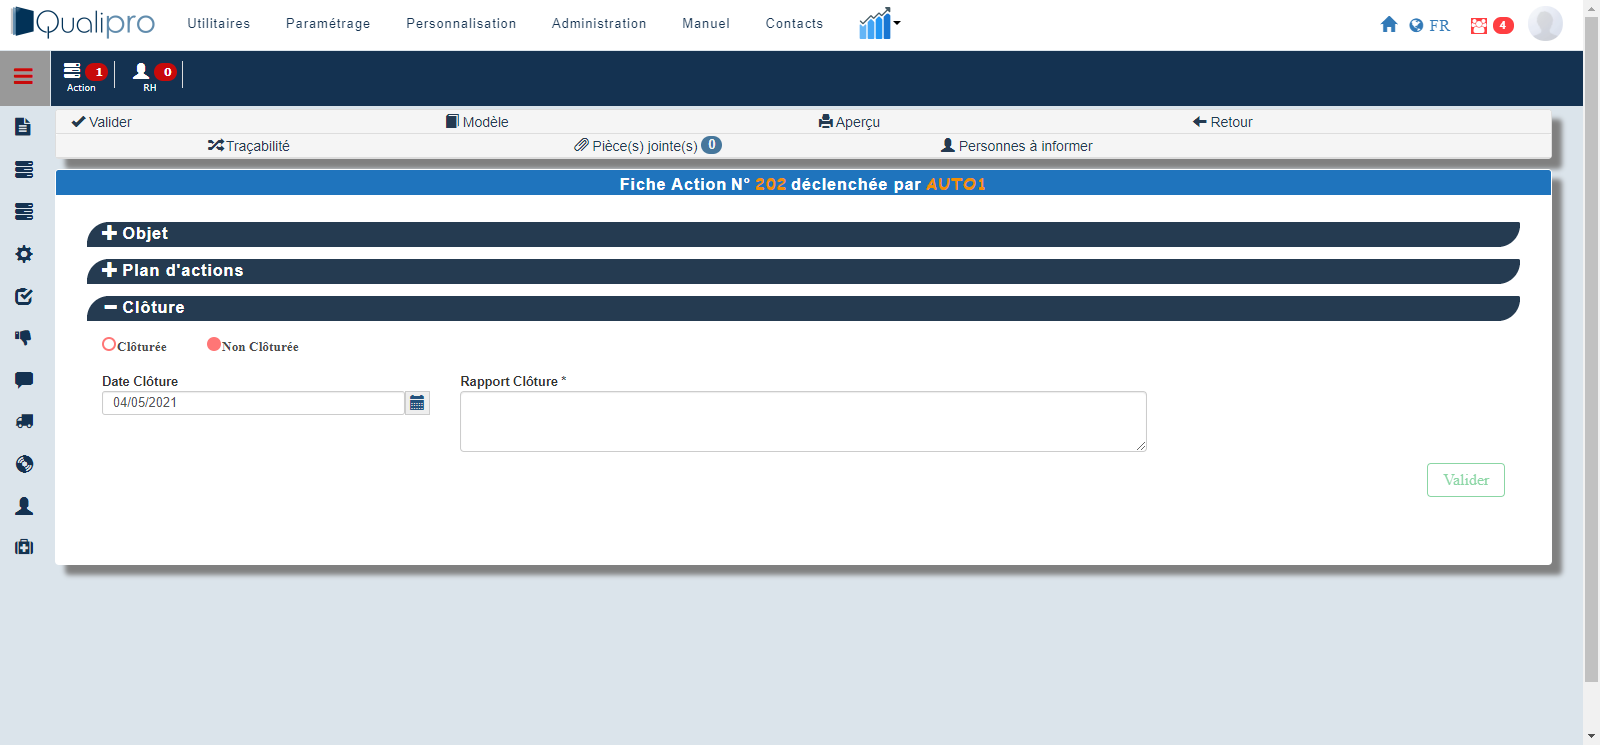 Qualipro Utilitaires Paramétrage Personnalisation Administration Manuel Contacts FR 4
1 0
Action RH
Valider Modèle Aperçu Retour
Traçabilité Pièce(s) jointe(s) 0 Personnes à informer
Fiche Action N° 202 déclenchée par AUTO1
Objet
Plan d'actions
Clôture
Clôturée Non Clôturée
Date Clôture Rapport Clôture *
04/05/2021
Valider